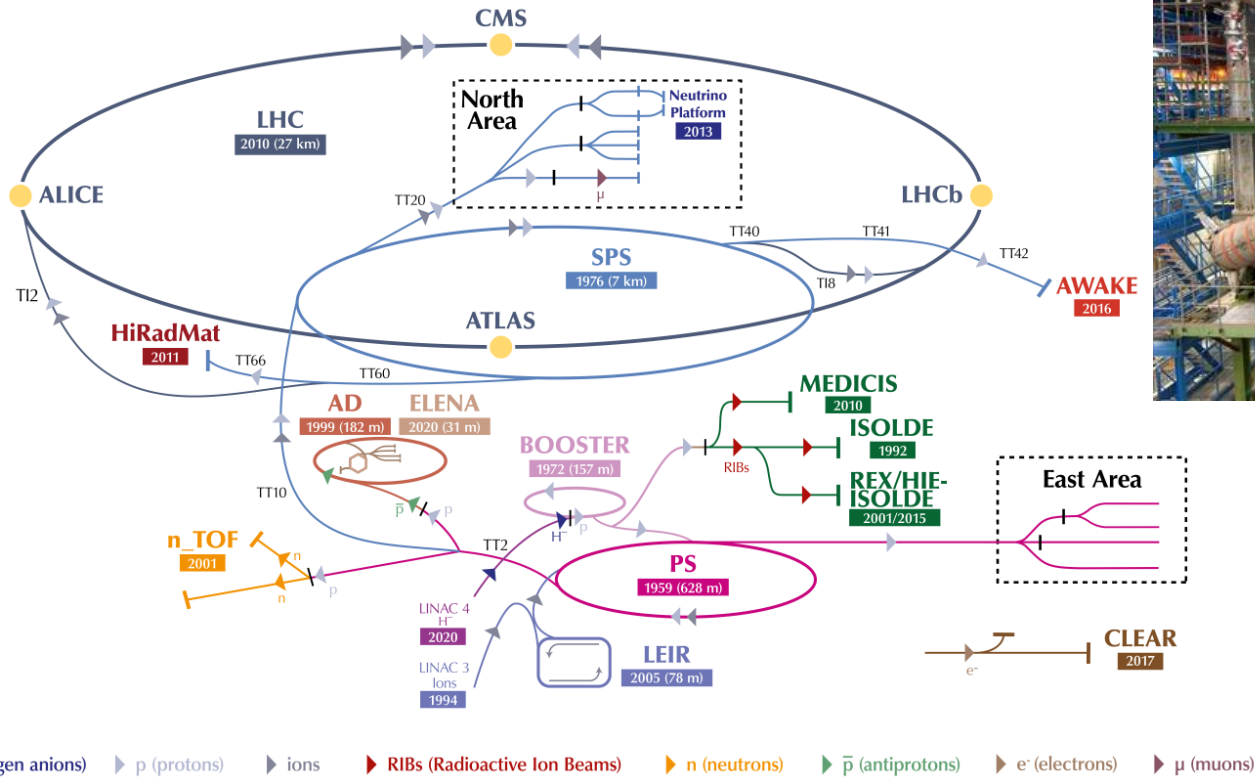 CMS
North
Area
Neutrino
Platform
2013
LHC
2010 (27 km)
μ
ALICE
LHCb
TT20
TT40
TT41
TT42
SPS
1976 (7 km)
TI8
AWAKE
2016
TI2
ATLAS
HiRadMat
2011
TT66
TT60
AD
1999 (182 m)
ELENA
2020 (31 m)
MEDICIS
2010
BOOSTER
1972 (157 m)
ISOLDE
1992
RIBs
REX/HIE-
ISOLDE
2001/2015
East Area
TT10
p̅
p
p
H⁻
TT2
n_TOF
2001
n
n
p
PS
1959 (628 m)
LINAC 4
H⁻
2020
LINAC 3
Ions
1994
LEIR
2005 (78 m)
CLEAR
2017
e⁻
gen anions)
p (protons)
ions
RIBs (Radioactive Ion Beams)
n (neutrons)
p̅ (antiprotons)
e⁻ (electrons)
μ (muons)